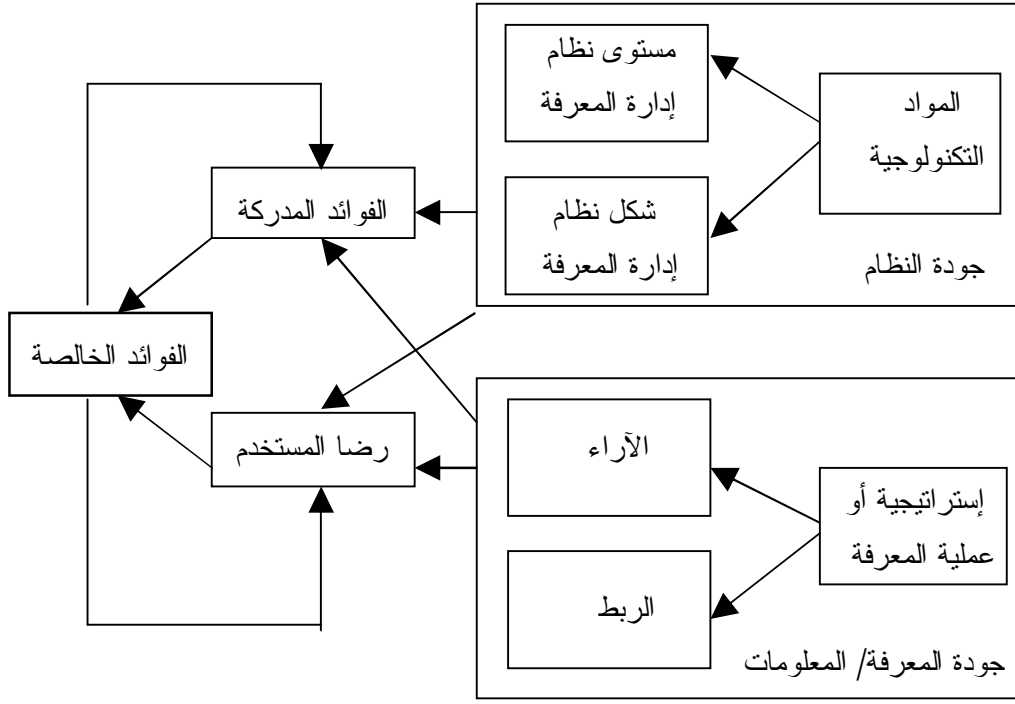 مستوى نظام
إدارة المعرفة
المواد
التكنولوجية
شكل نظام
إدارة المعرفة
جودة النظام
الفوائد المدركة
الفوائد الخالصة
رضا المستخدم
الآراء
إستراتيجية أو
عملية المعرفة
الربط
جودة المعرفة/ المعلومات